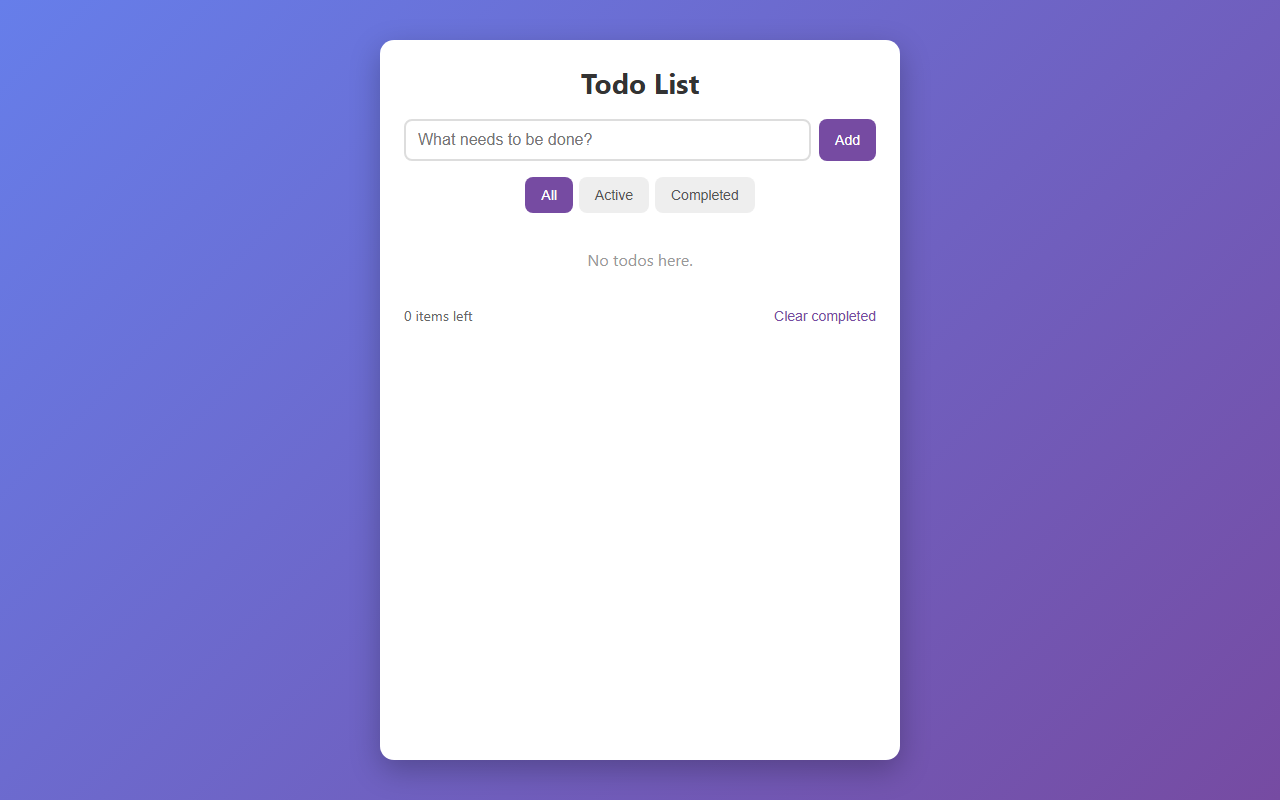 Todo List
What needs to be done?
Add
All
Active
Completed
No todos here.
0 items left
Clear completed